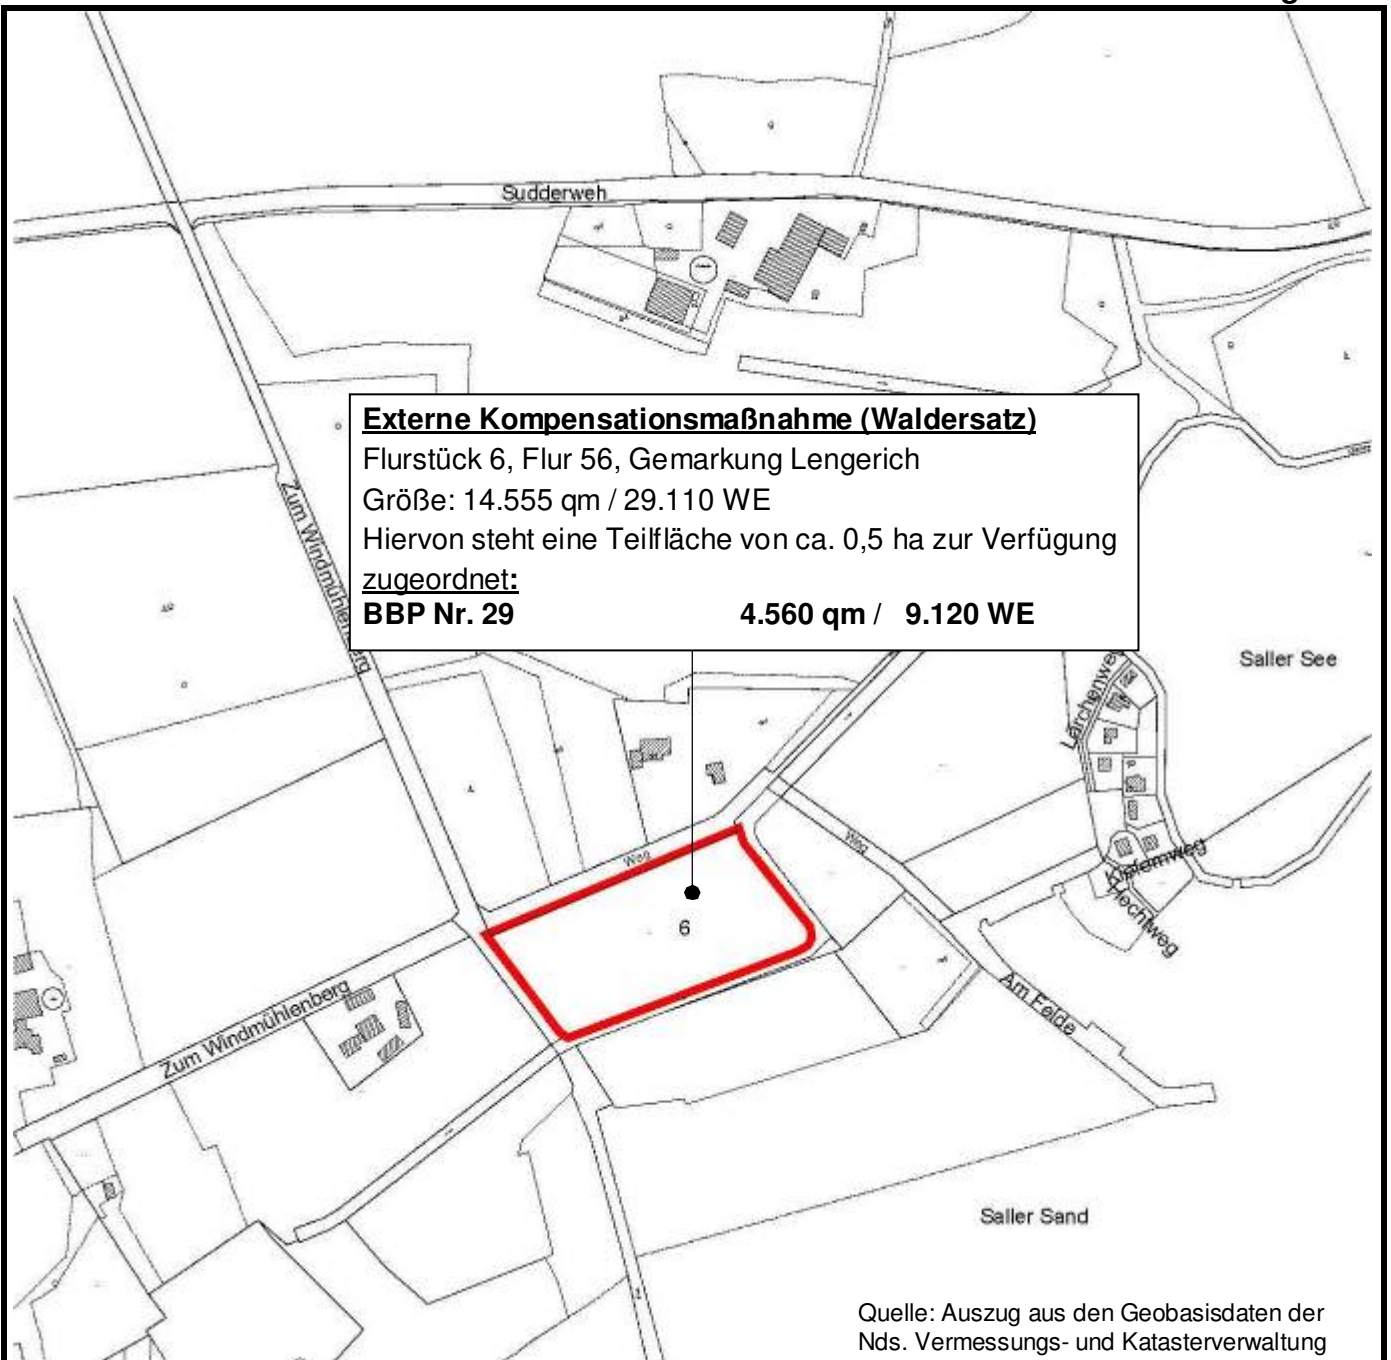 Sudderweh
Externe Kompensationsmaßnahme (Waldersatz)
Flurstück 6, Flur 56, Gemarkung Lengerich
Größe: 14.555 qm / 29.110 WE
Hiervon steht eine Teilfläche von ca. 0,5 ha zur Verfügung
zugeordnet:
BBP Nr. 29 4.560 qm / 9.120 WE
Zum Windmühlenberg
Saller See
Lärchenweg
Weg
Weg
Kiefernweg
Hechtweg
6
Am Felde
Zum Windmühlenberg
Saller Sand
Quelle: Auszug aus den Geobasisdaten der
Nds. Vermessungs- und Katasterverwaltung